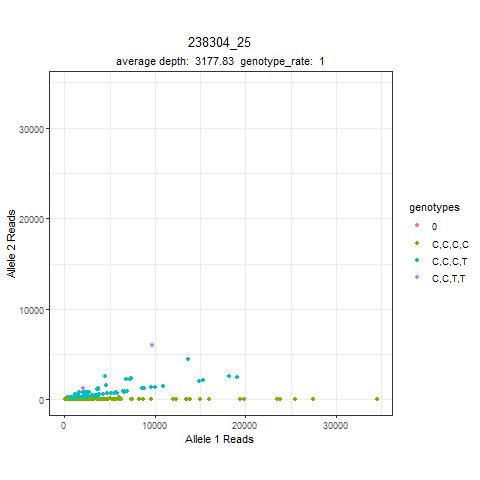 238304_25
average depth:  3177.83  genotype_rate:  1
Allele 2 Reads
30000
20000
10000
0
0
10000
20000
30000
Allele 1 Reads
genotypes
0
C,C,C,C
C,C,C,T
C,C,T,T